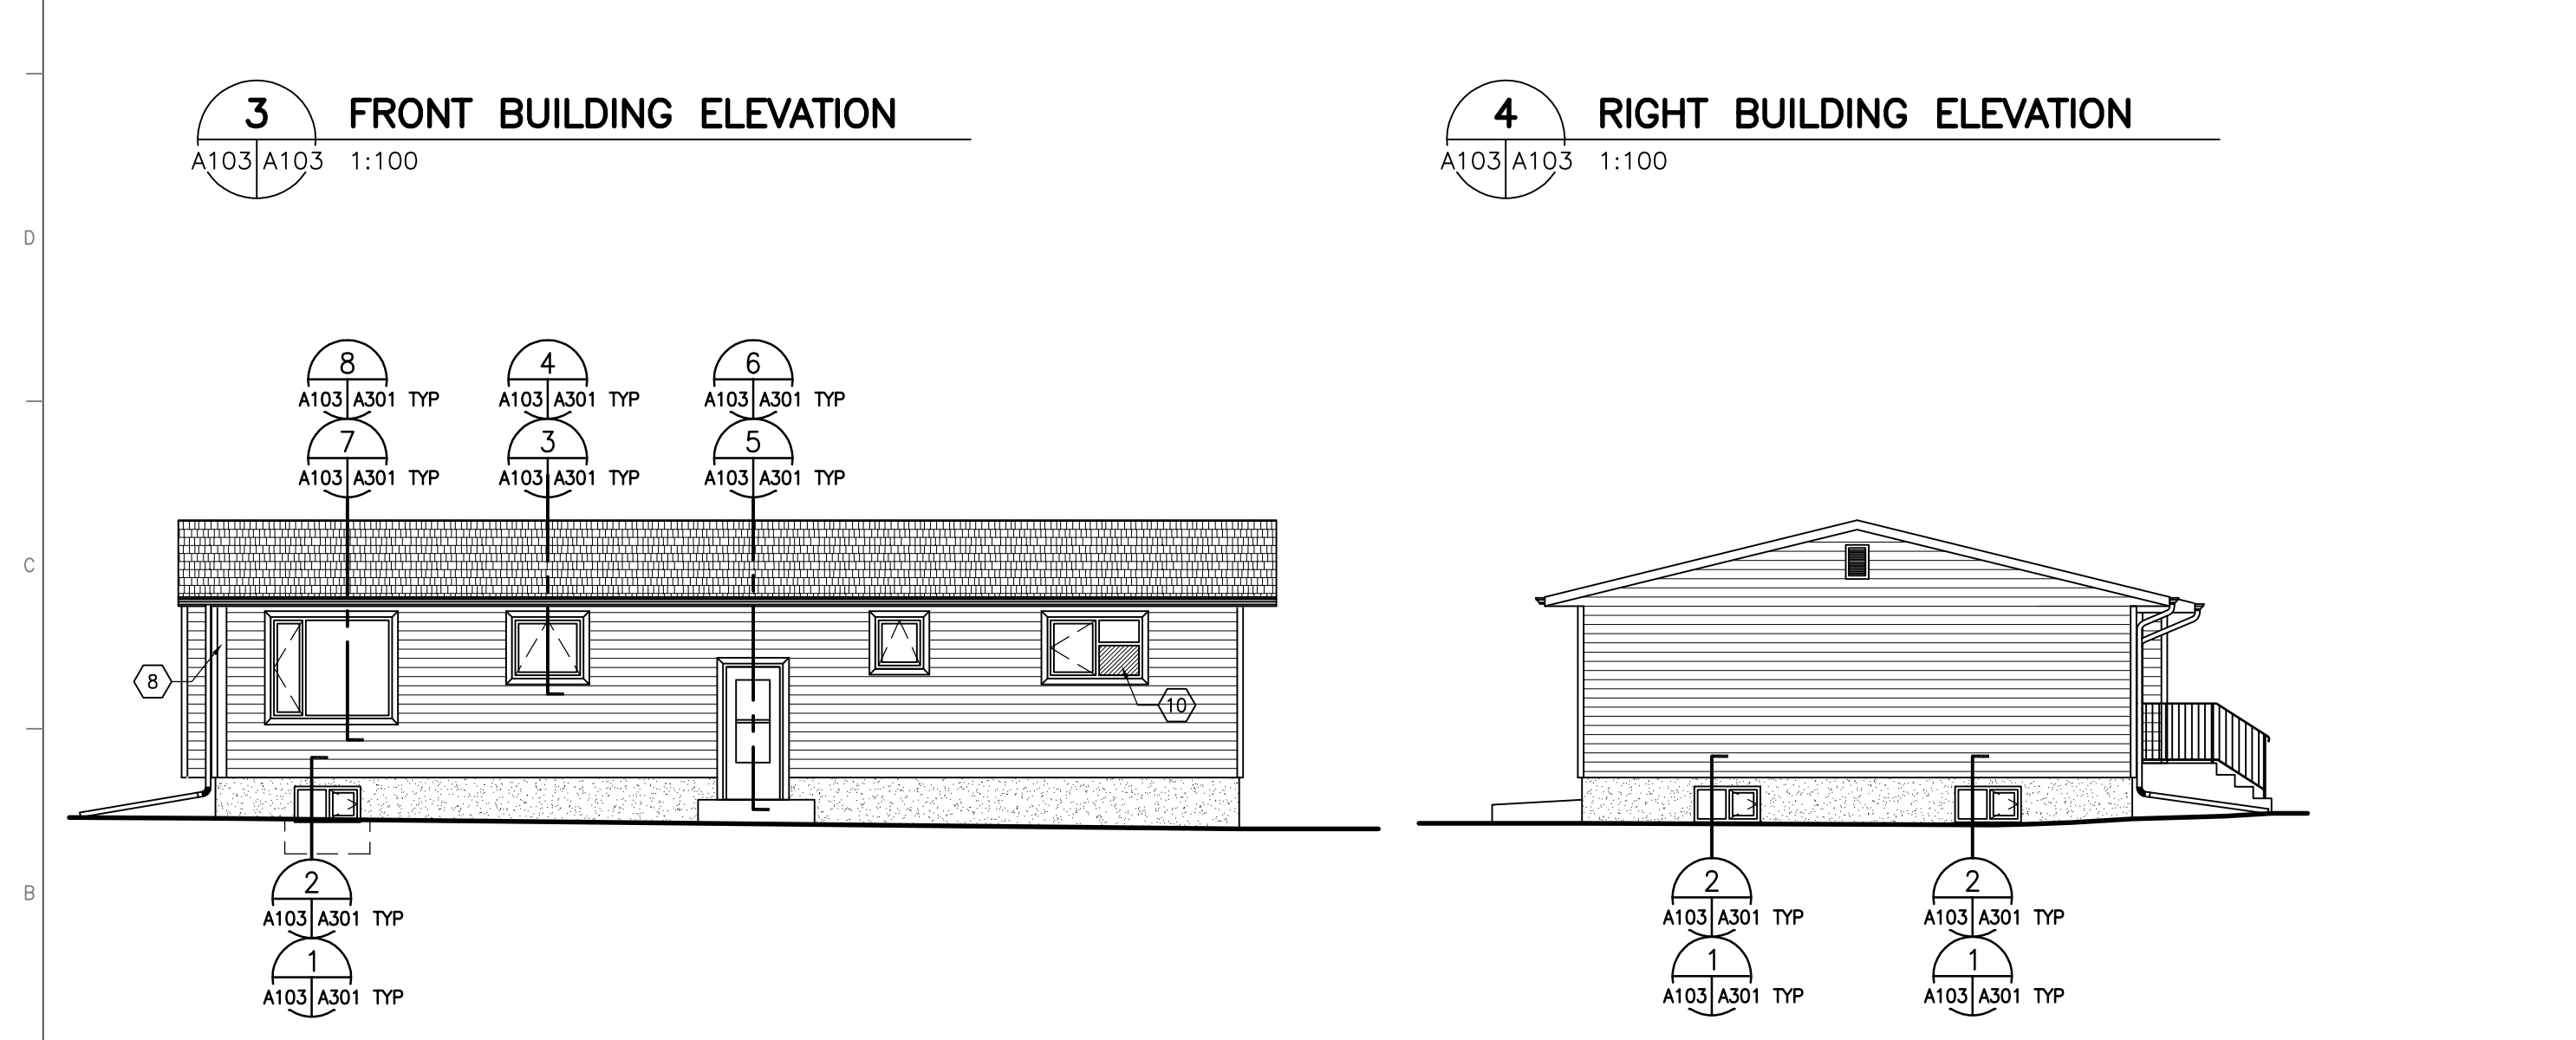 3 FRONT BUILDING ELEVATION
A103 A103 1:100
4 RIGHT BUILDING ELEVATION
A103 A103 1:100
D
8
A103 A301 TYP
7
A103 A301 TYP
4
A103 A301 TYP
3
A103 A301 TYP
6
A103 A301 TYP
5
A103 A301 TYP
C
8
10
B
2
A103 A301 TYP
1
A103 A301 TYP
2
A103 A301 TYP
1
A103 A301 TYP
2
A103 A301 TYP
1
A103 A301 TYP